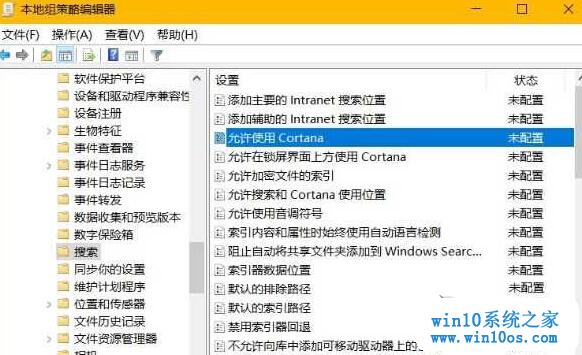 本地组策略编辑器
文件(F) 操作(A) 查看(V) 帮助(H)
软件保护平台
设备和驱动程序兼容性
设备注册
生物特征
事件查看器
事件日志服务
事件日志记录
事件转发
数据收集和预览版本
数字保险箱
搜索
同步你的设置
维护计划程序
位置和传感器
文件历史记录
文件资源管理器
设置 状态
添加主要的 Intranet 搜索位置 未配置
添加辅助的 Intranet 搜索位置 未配置
允许使用 Cortana 未配置
允许在锁屏界面上方使用 Cortana 未配置
允许加密文件的索引 未配置
允许搜索和 Cortana 使用位置 未配置
允许使用音调符号 未配置
索引内容和属性时始终使用自动语言检测 未配置
阻止自动将共享文件夹添加到 Windows Searc... 未配置
索引器数据位置 未配置
默认的排除路径 未配置
默认的索引路径
禁用索引器回退
不允许向库中添加可移动驱动器上的
win10系统之家
www.win10os.com